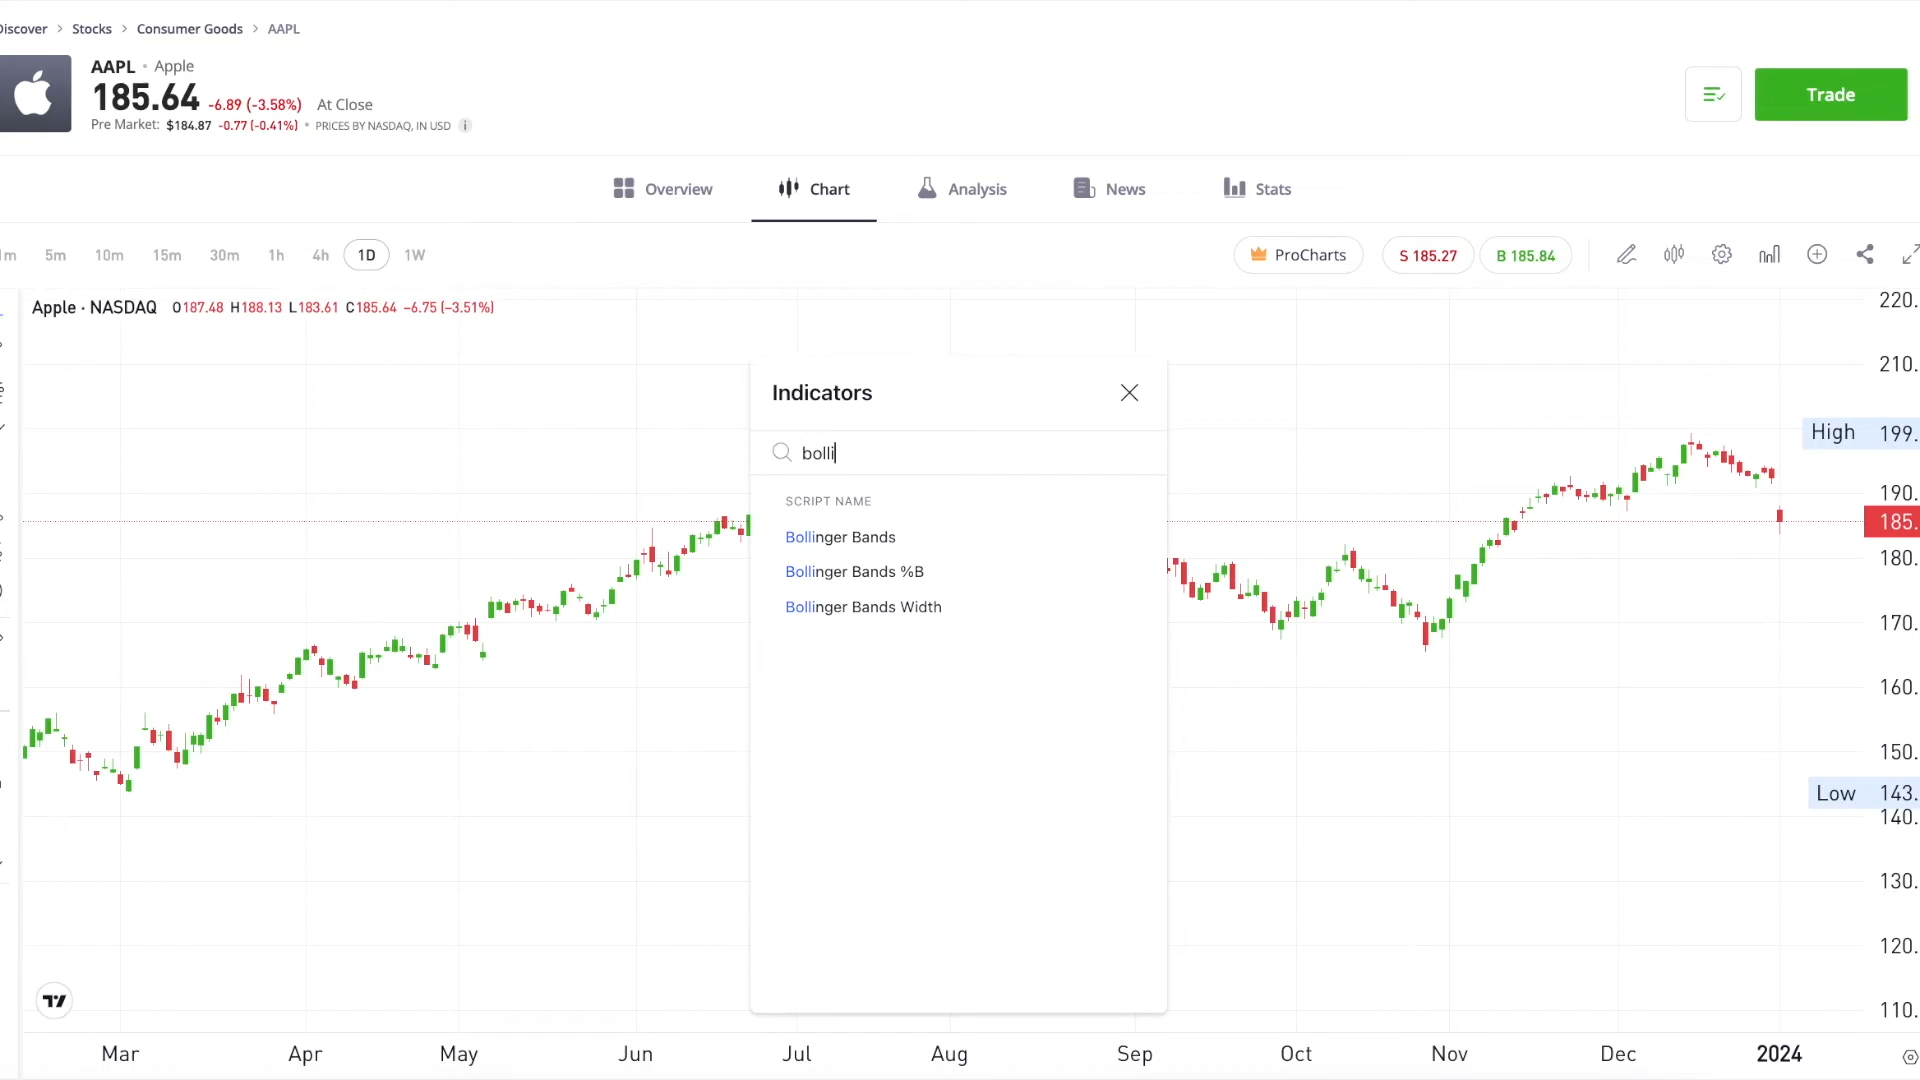 Discover > Stocks > Consumer Goods > AAPL
AAPL • Apple
185.64 -6.89 (-3.58%) At Close
Pre Market: $184.87 -0.77 (-0.41%) • PRICES BY NASDAQ, IN USD i
Trade
Overview Chart Analysis News Stats
1m 5m 10m 15m 30m 1h 4h 1D 1W
ProCharts S 185.27 B 185.84
Apple · NASDAQ O187.48 H188.13 L183.61 C185.64 −6.75 (−3.51%)
220.
210.
Indicators
High 199.
bolli
190.
SCRIPT NAME
185.
Bollinger Bands
180.
Bollinger Bands %B
Bollinger Bands Width
170.
160.
150.
Low 143.
140.
130.
120.
110.
Mar Apr May Jun Jul Aug Sep Oct Nov Dec 2024